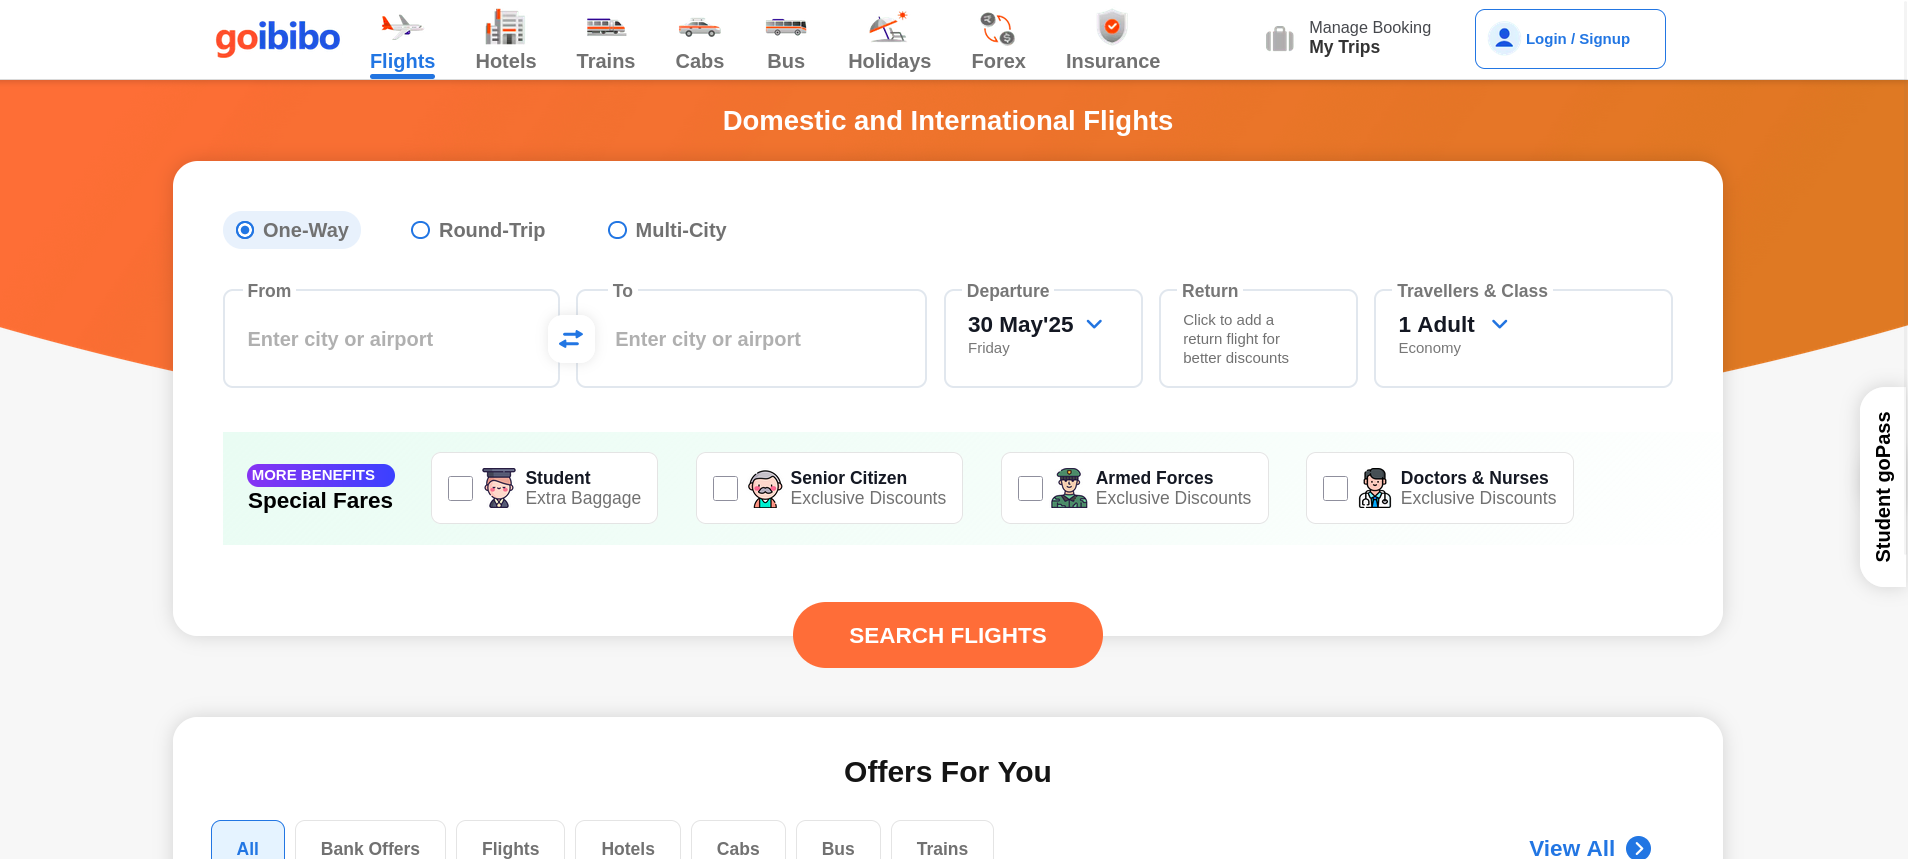 goibibo
Flights
Hotels
Trains
Cabs
Bus
Holidays
Forex
Insurance
Manage Booking
My Trips
Login / Signup
Domestic and International Flights
One-Way
Round-Trip
Multi-City
From
Enter city or airport
To
Enter city or airport
Departure
30 May'25
Friday
Return
Click to add a
return flight for
better discounts
Travellers & Class
1 Adult
Economy
MORE BENEFITS
Special Fares
Student
Extra Baggage
Senior Citizen
Exclusive Discounts
Armed Forces
Exclusive Discounts
Doctors & Nurses
Exclusive Discounts
Student goPass
SEARCH FLIGHTS
Offers For You
All
Bank Offers
Flights
Hotels
Cabs
Bus
Trains
View All